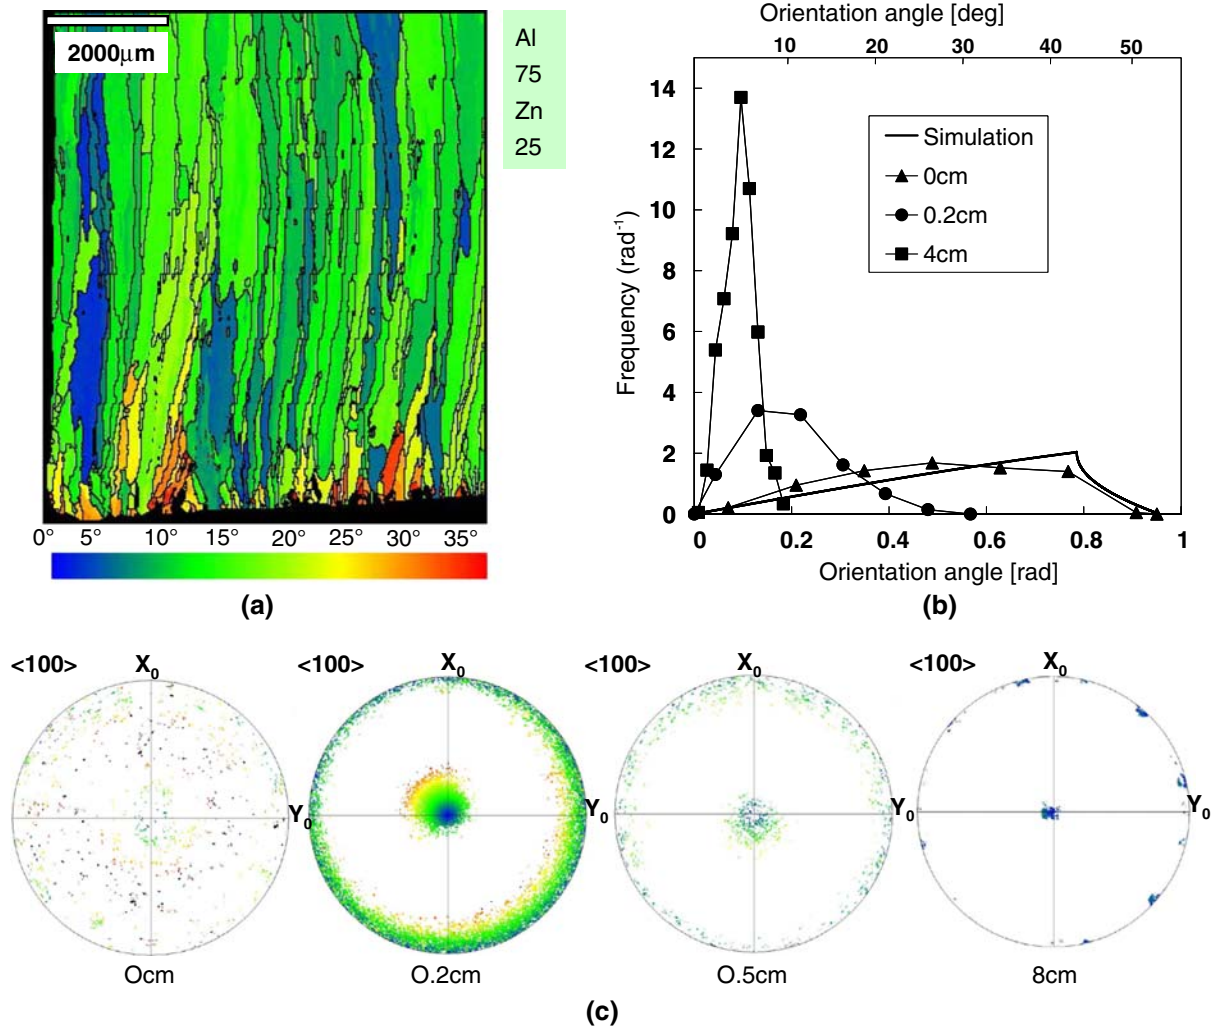 2000μm
Al
75
Zn
25
0° 5° 10° 15° 20° 25° 30° 35°
(a)
Orientation angle [deg]
10 20 30 40 50
Frequency (rad-1)
14
12
10
8
6
4
2
0
Simulation
0cm
0.2cm
4cm
0 0.2 0.4 0.6 0.8 1
Orientation angle [rad]
(b)
<100> X0 <100> X0 <100> X0 <100> X0
Y0 Y0 Y0 Y0
Ocm O.2cm O.5cm 8cm
(c)